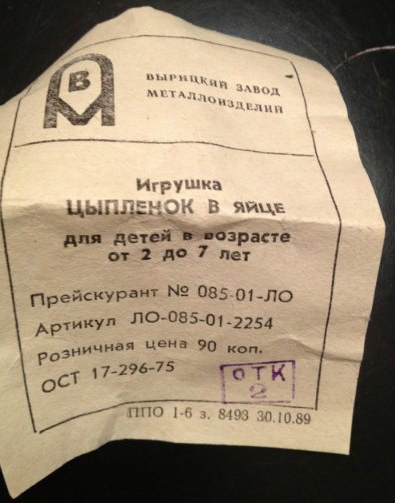 В
М
ВЫРИЦКИЙ ЗАВОД
МЕТАЛЛОИЗДЕЛИЙ
Игрушка
ЦЫПЛЕНОК В ЯЙЦЕ
для детей в возрасте
от 2 до 7 лет
Прейскурант № 085-01-ЛО
Артикул ЛО-085-01-2254
Розничная цена 90 коп.
ОСТ 17-296-75
ОТК
2
ППО 1-6 з. 8493 30.10.89